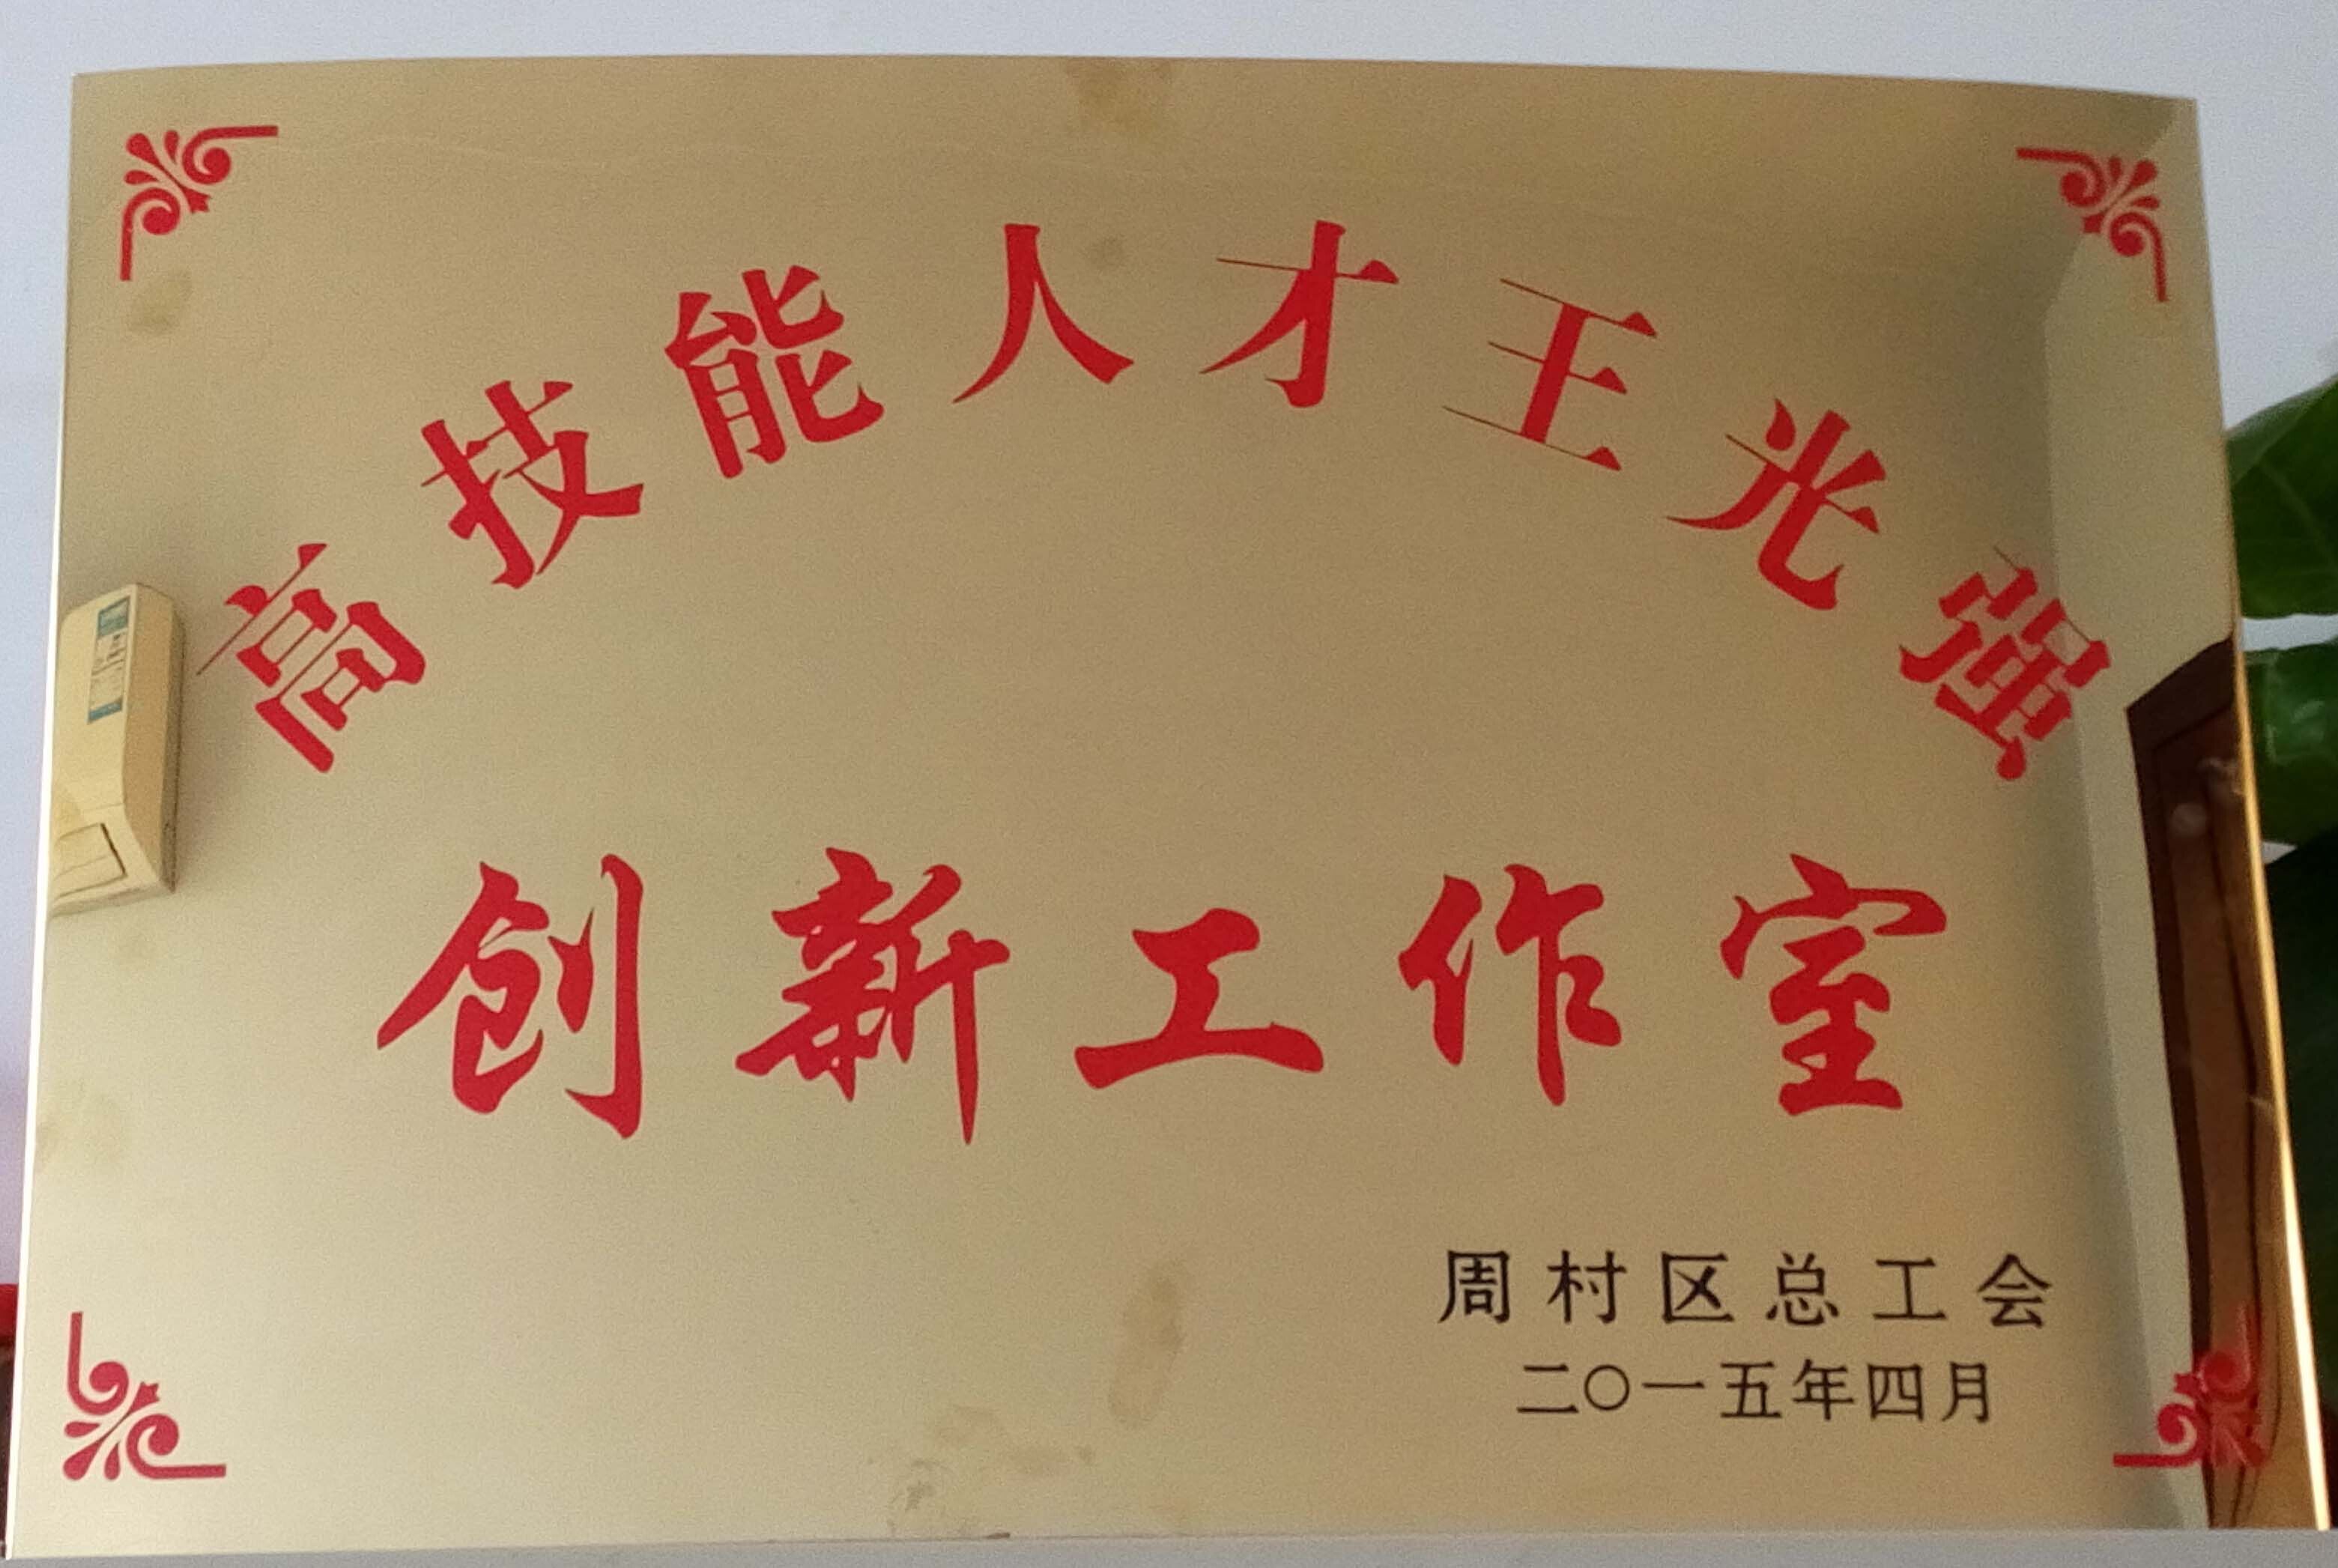 高技能人才王光强
创新工作室
周村区总工会
二〇一五年四月